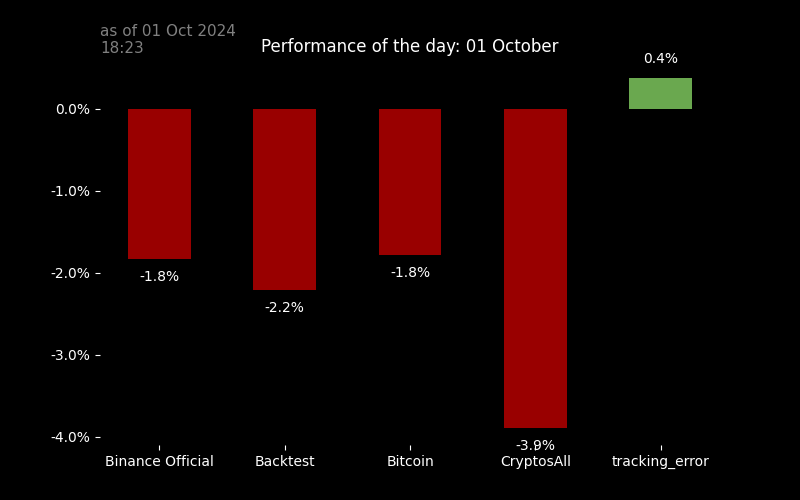 as of 01 Oct 2024
18:23
Performance of the day: 01 October
0.4%
0.0%
-1.0%
-2.0%
-3.0%
-4.0%
-1.8%
-2.2%
-1.8%
-3.9%
Binance Official
Backtest
Bitcoin
CryptosAll
tracking_error